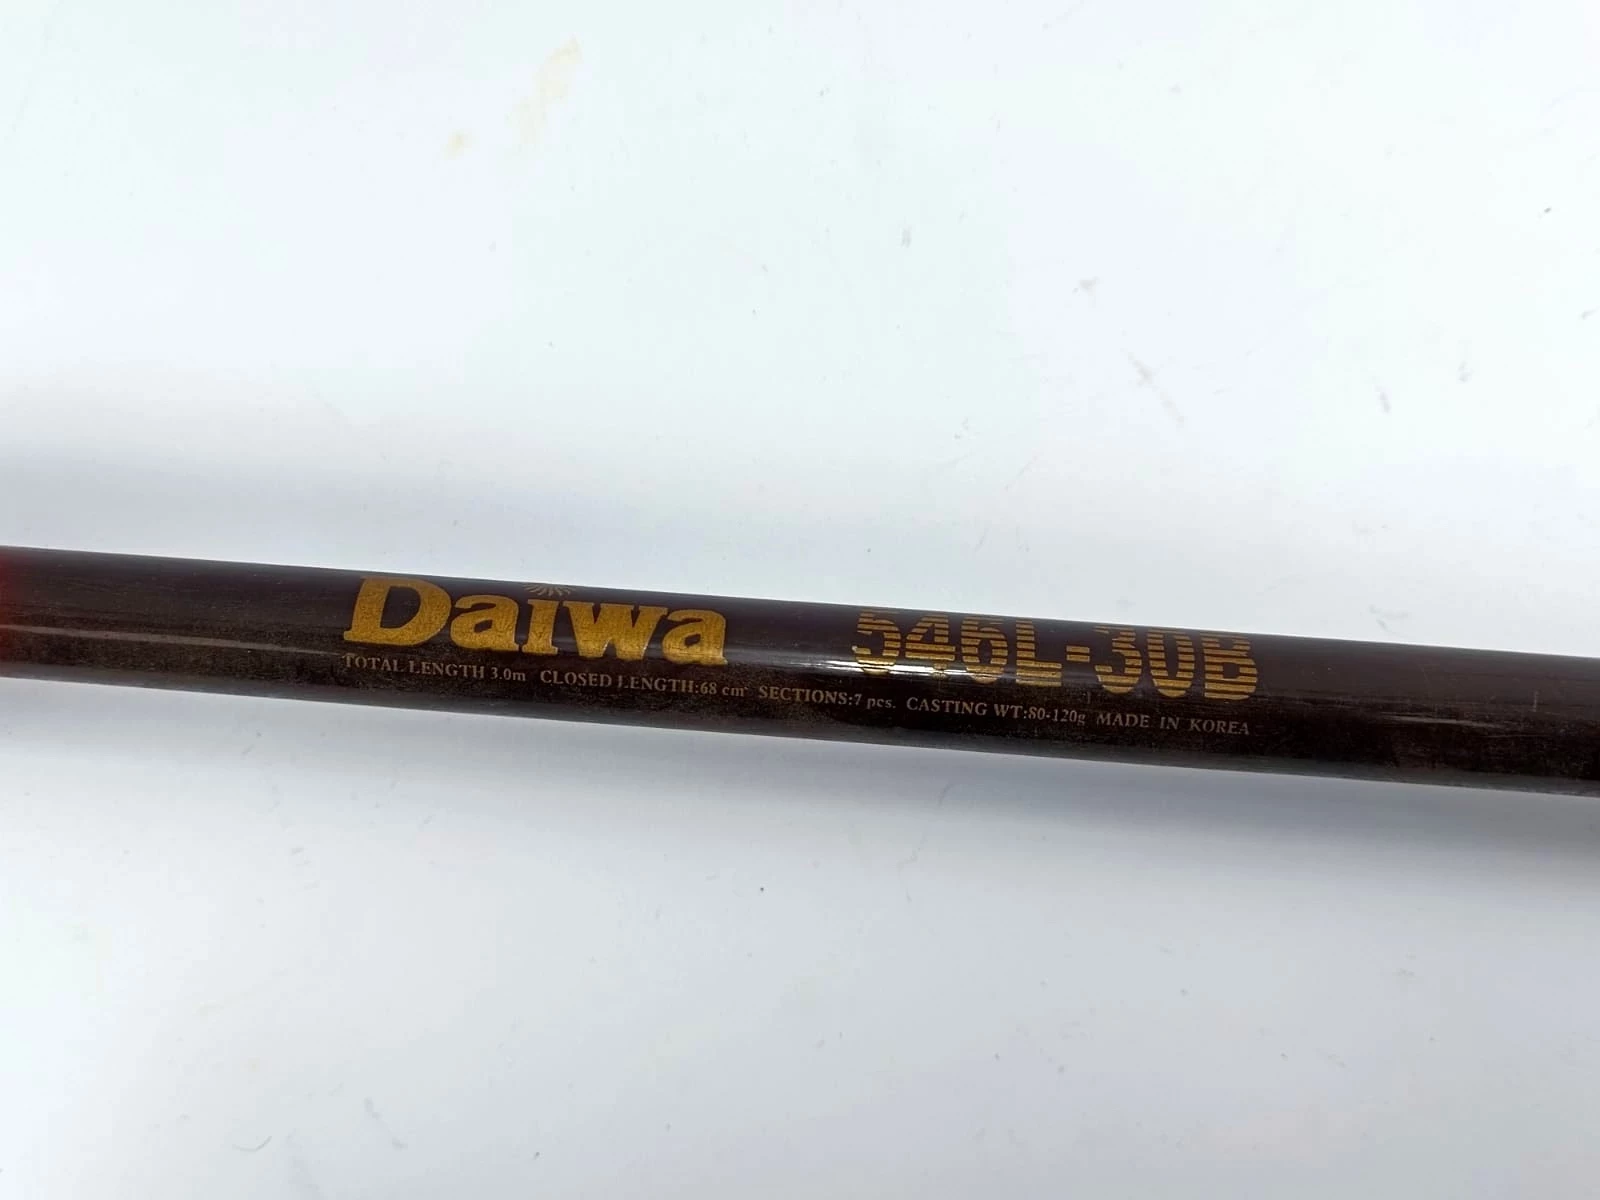 Daiwa 546L-30B
TOTAL LENGTH 3.0m CLOSED LENGTH:68 cm SECTIONS:7 pcs. CASTING WT:80-120g MADE IN KOREA